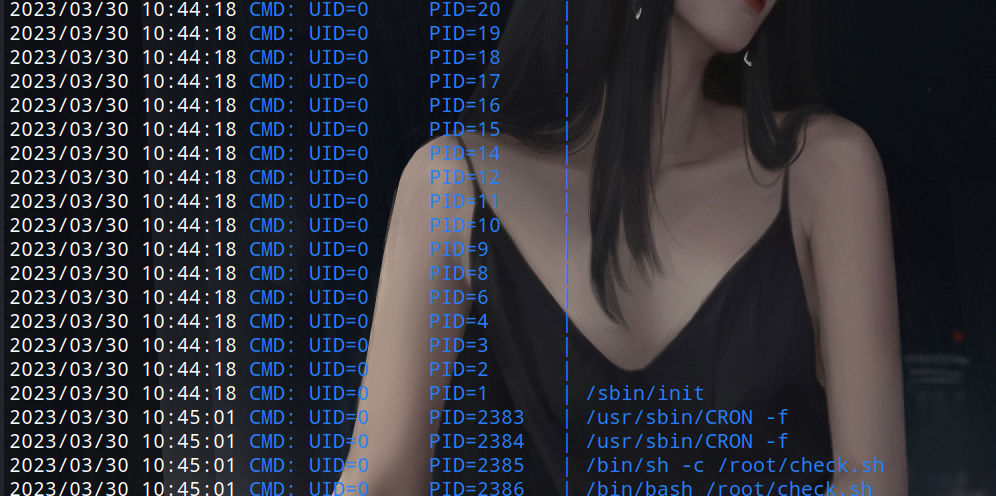 2023/03/30 10:44:18 CMD: UID=0 PID=20 |
2023/03/30 10:44:18 CMD: UID=0 PID=19 |
2023/03/30 10:44:18 CMD: UID=0 PID=18 |
2023/03/30 10:44:18 CMD: UID=0 PID=17 |
2023/03/30 10:44:18 CMD: UID=0 PID=16 |
2023/03/30 10:44:18 CMD: UID=0 PID=15 |
2023/03/30 10:44:18 CMD: UID=0 PID=14 |
2023/03/30 10:44:18 CMD: UID=0 PID=12 |
2023/03/30 10:44:18 CMD: UID=0 PID=11 |
2023/03/30 10:44:18 CMD: UID=0 PID=10 |
2023/03/30 10:44:18 CMD: UID=0 PID=9 |
2023/03/30 10:44:18 CMD: UID=0 PID=8 |
2023/03/30 10:44:18 CMD: UID=0 PID=6 |
2023/03/30 10:44:18 CMD: UID=0 PID=4 |
2023/03/30 10:44:18 CMD: UID=0 PID=3 |
2023/03/30 10:44:18 CMD: UID=0 PID=2 |
2023/03/30 10:44:18 CMD: UID=0 PID=1 | /sbin/init
2023/03/30 10:45:01 CMD: UID=0 PID=2383 | /usr/sbin/CRON -f
2023/03/30 10:45:01 CMD: UID=0 PID=2384 | /usr/sbin/CRON -f
2023/03/30 10:45:01 CMD: UID=0 PID=2385 | /bin/sh -c /root/check.sh
2023/03/30 10:45:01 CMD: UID=0 PID=2386 | /bin/bash /root/check.sh